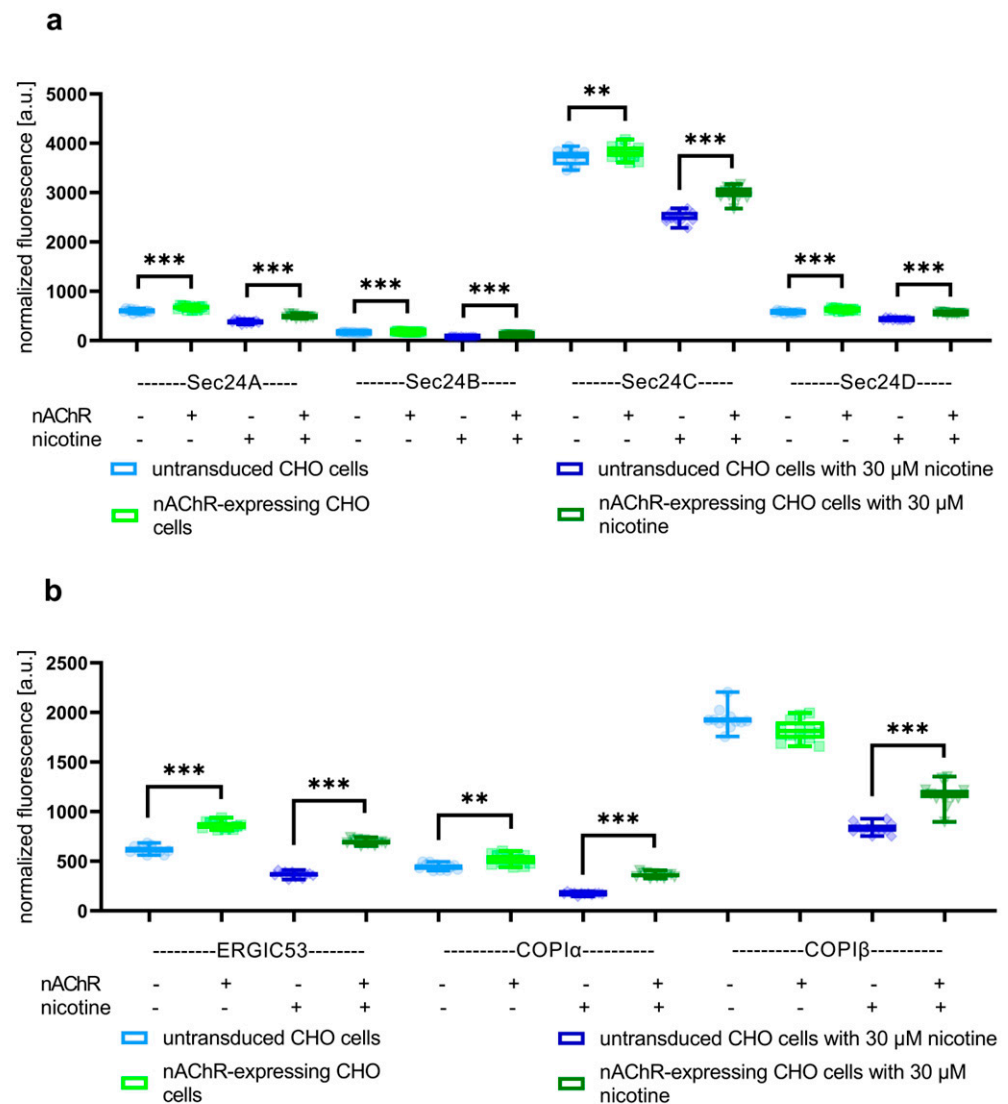 a
normalized fluorescence [a.u.]
5000
4000
3000
2000
1000
0
*** *** *** *** ** *** *** ***
-------Sec24A----- -------Sec24B----- -------Sec24C----- -------Sec24D-----
nAChR - + - + - + - + - + - + - + - +
nicotine - - + + - - + + - - + + - - + +
untransduced CHO cells
nAChR-expressing CHO
cells
untransduced CHO cells with 30 µM nicotine
nAChR-expressing CHO cells with 30 µM
nicotine
b
normalized fluorescence [a.u.]
2500
2000
1500
1000
500
0
*** *** ** *** ***
---------ERGIC53-------- ----------COPIα---------- ----------COPIβ----------
nAChR - + - + - + - + - + - +
nicotine - - + + - - + + - - + +
untransduced CHO cells
nAChR-expressing CHO
cells
untransduced CHO cells with 30 µM nicotine
nAChR-expressing CHO cells with 30 µM
nicotine